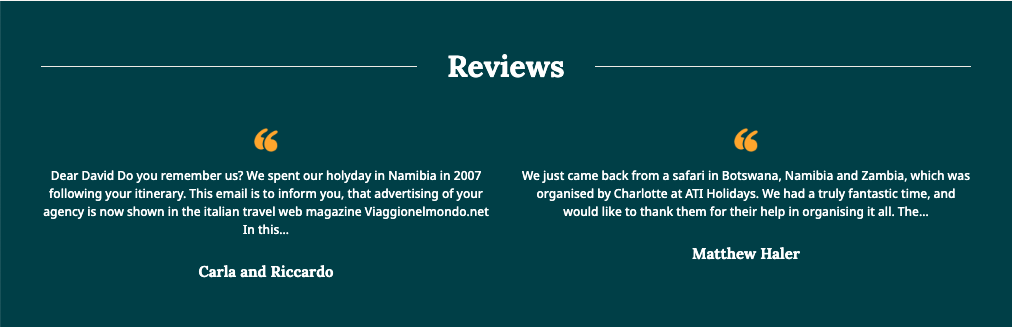 Reviews
Dear David Do you remember us? We spent our holyday in Namibia in 2007
following your itinerary. This email is to inform you, that advertising of your
agency is now shown in the italian travel web magazine Viaggionelmondo.net
In this...
Carla and Riccardo
We just came back from a safari in Botswana, Namibia and Zambia, which was
organised by Charlotte at ATI Holidays. We had a truly fantastic time, and
would like to thank them for their help in organising it all. The...
Matthew Haler